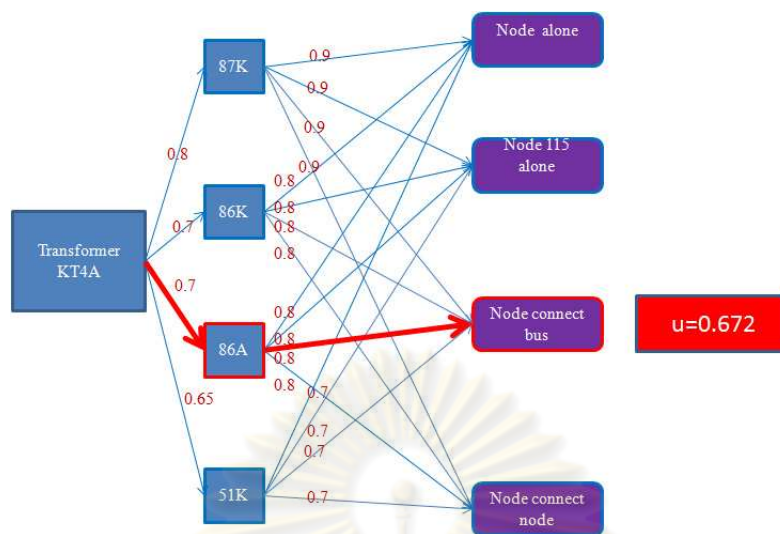 Node alone
87K
0.9
0.9
0.9
Node 115
alone
0.8
0.9
0.8
0.8
86K
0.7
0.8
0.8
Transformer
KT4A
0.7
0.8
Node connect
bus
u=0.672
0.8
86A
0.8
0.8
0.7
0.65
0.7
0.7
51K
0.7
Node connect
node